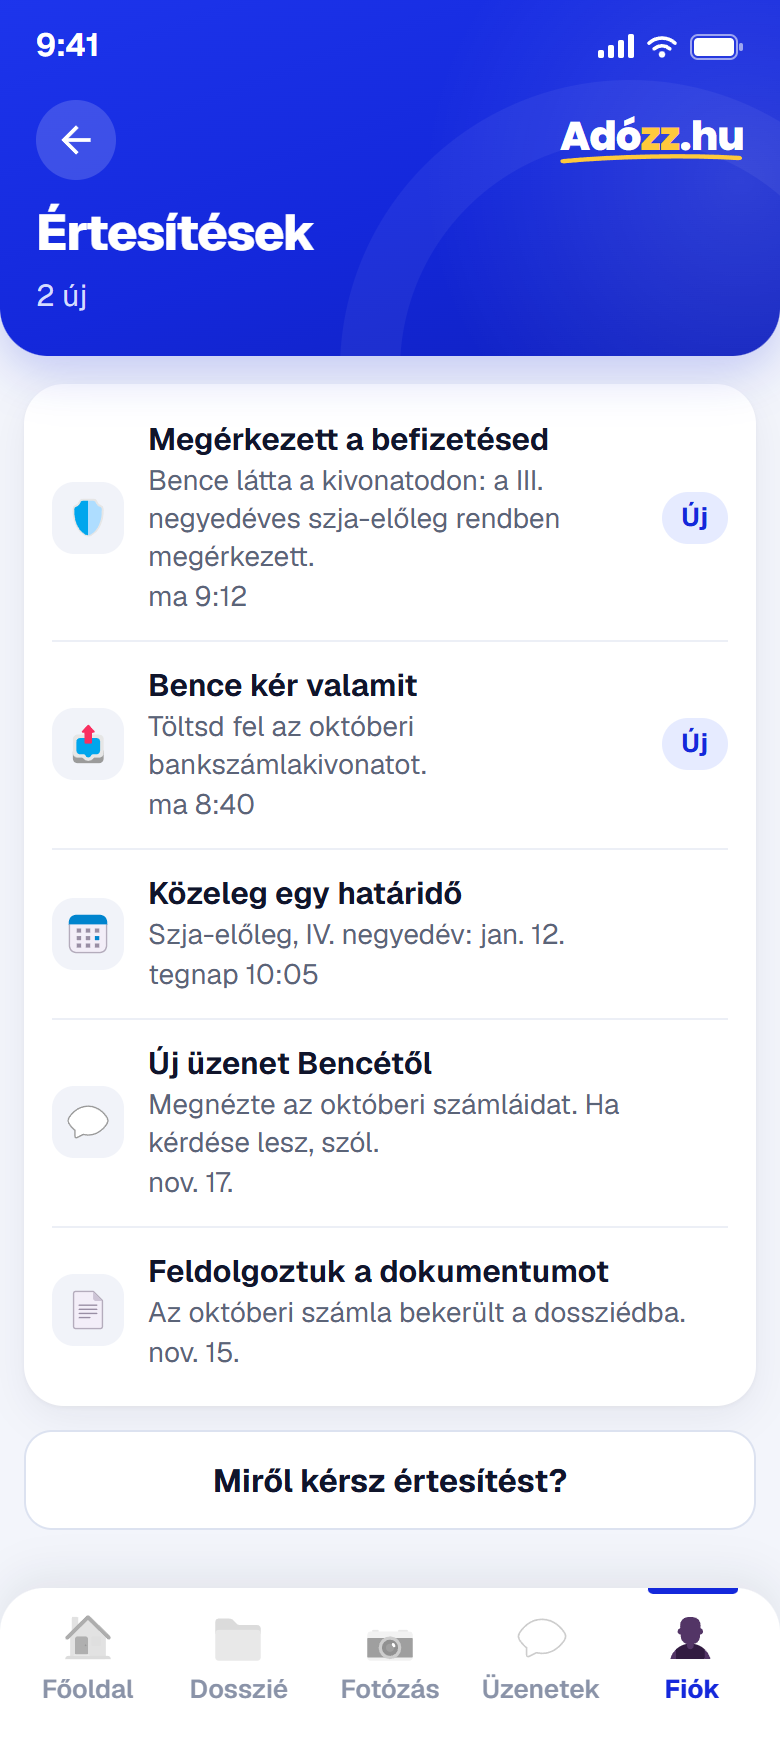 9:41
Adózz.hu
Értesítések
2 új
Megérkezett a befizetésed
Bence látta a kivonatodon: a III.
negyedéves szja-előleg rendben
megérkezett.
ma 9:12
Új
Bence kér valamit
Töltsd fel az októberi
bankszámlakivonatot.
ma 8:40
Új
Közeleg egy határidő
Szja-előleg, IV. negyedév: jan. 12.
tegnap 10:05
Új üzenet Bencétől
Megnézte az októberi számláidat. Ha
kérdése lesz, szól.
nov. 17.
Feldolgoztuk a dokumentumot
Az októberi számla bekerült a dossziédba.
nov. 15.
Miről kérsz értesítést?
Főoldal
Dosszié
Fotózás
Üzenetek
Fiók